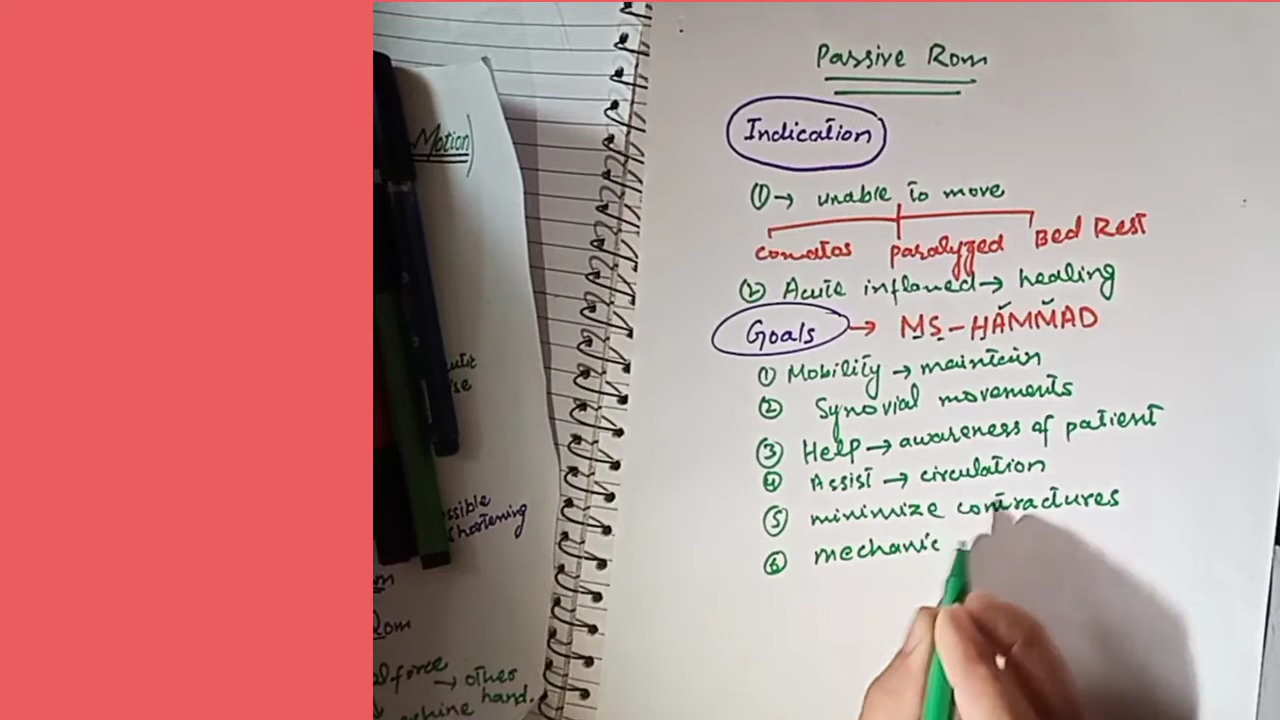 Passive Rom
Indication
① → unable to move
comatos paralyzed Bed Rest
② Acute inflamed → healing
Goals → MS - HAMMAD
① Mobility → maintain
② Synovial movements
③ Help → awareness of patient
④ Assist → circulation
⑤ minimize contractures
⑥ mechanic
Motion)
shortening
Rom
force → other
hand.